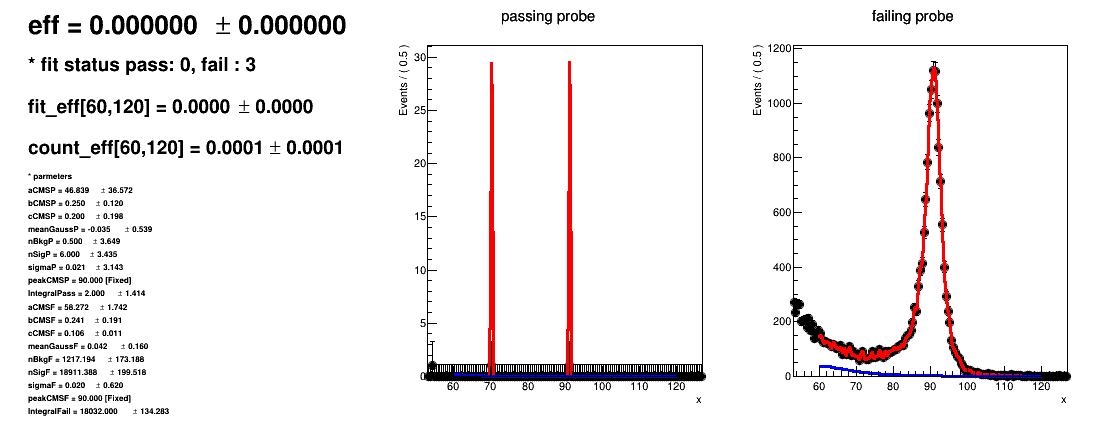 eff = 0.000000 ± 0.000000
* fit status pass: 0, fail : 3
fit_eff[60,120] = 0.0000 ± 0.0000
count_eff[60,120] = 0.0001 ± 0.0001
* parmeters
aCMSP = 46.839 ± 36.572
bCMSP = 0.250 ± 0.120
cCMSP = 0.200 ± 0.198
meanGaussP = -0.035 ± 0.539
nBkgP = 0.500 ± 3.649
nSigP = 6.000 ± 3.435
sigmaP = 0.021 ± 3.143
peakCMSP = 90.000 [Fixed]
IntegralPass = 2.000 ± 1.414
aCMSF = 58.272 ± 1.742
bCMSF = 0.241 ± 0.191
cCMSF = 0.106 ± 0.011
meanGaussF = 0.042 ± 0.160
nBkgF = 1217.194 ± 173.188
nSigF = 18911.388 ± 199.518
sigmaF = 0.020 ± 0.620
peakCMSF = 90.000 [Fixed]
IntegralFail = 18032.000 ± 134.283
passing probe
Events / ( 0.5 )
30
25
20
15
10
5
0
60 70 80 90 100 110 120
x
failing probe
Events / ( 0.5 )
1200
1000
800
600
400
200
0
60 70 80 90 100 110 120
x